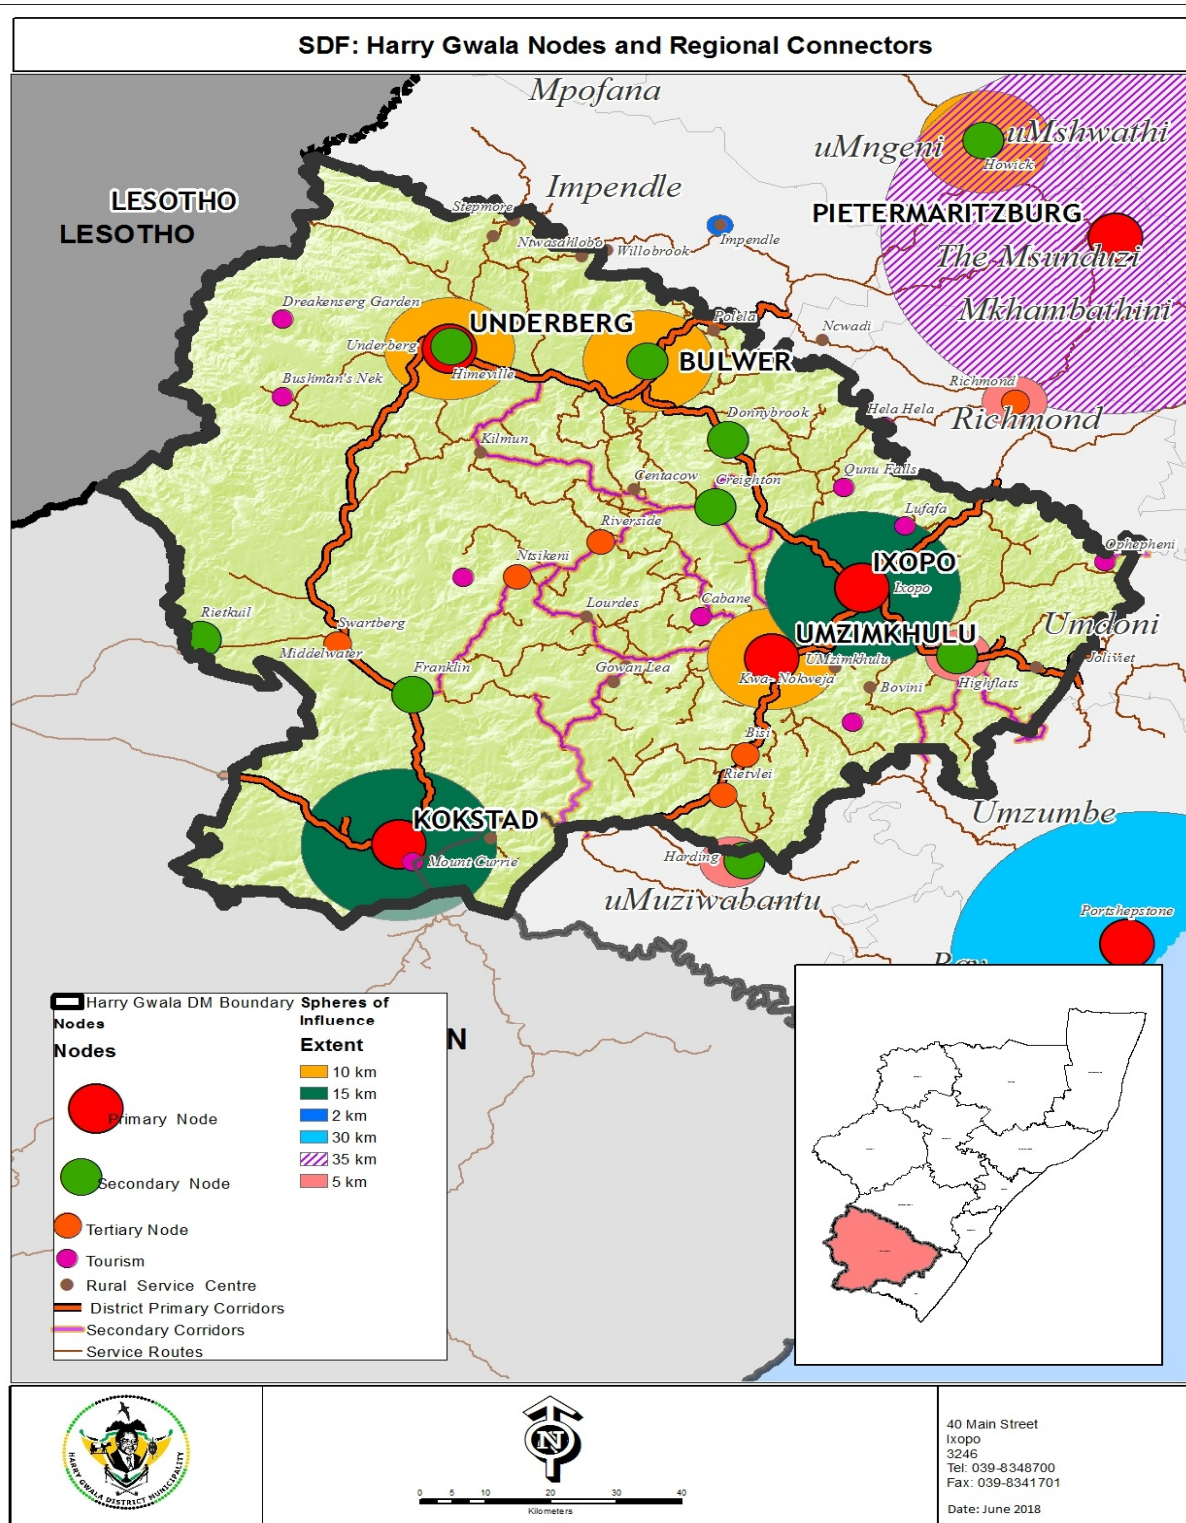 SDF: Harry Gwala Nodes and Regional Connectors
Mpofana
uMngeni
uMshwathi
Howick
LESOTHO
LESOTHO
Impendle
Stepmore
Ntwasahlobo
Willobrook
Impendle
PIETERMARITZBURG
The Msunduzi
Mkhambathini
Dreakenserg Garden
UNDERBERG
Underberg
Himeville
Polela
BULWER
Ncwadi
Bushman's Nek
Richmond
Richmond
Donnybrook
Hela Hela
Kilmun
Centacow
Creighton
Qunu Falls
Lufafa
Riverside
Ntsikeni
IXOPO
Ixopo
Ophepheni
Rietkuil
Swartberg
Middelwater
Lourdes
Cabane
UMZIMKHULU
Umdoni
Franklin
Gowan Lea
UMzimkhulu
Kwa- Nokweja
Jolivet
Highflats
Bovini
Bisi
Rietvlei
KOKSTAD
Mount Currie
Harding
Umzumbe
uMuziwabantu
Portshepstone
N
Harry Gwala DM Boundary
Nodes
Nodes
Primary Node
Secondary Node
Tertiary Node
Tourism
Rural Service Centre
District Primary Corridors
Secondary Corridors
Service Routes
Spheres of
Influence
Extent
10 km
15 km
2 km
30 km
35 km
5 km
HARRY GWALA DISTRICT MUNICIPALITY
N
0 5 10 20 30 40
Kilometers
40 Main Street
Ixopo
3246
Tel: 039-8348700
Fax: 039-8341701
Date: June 2018